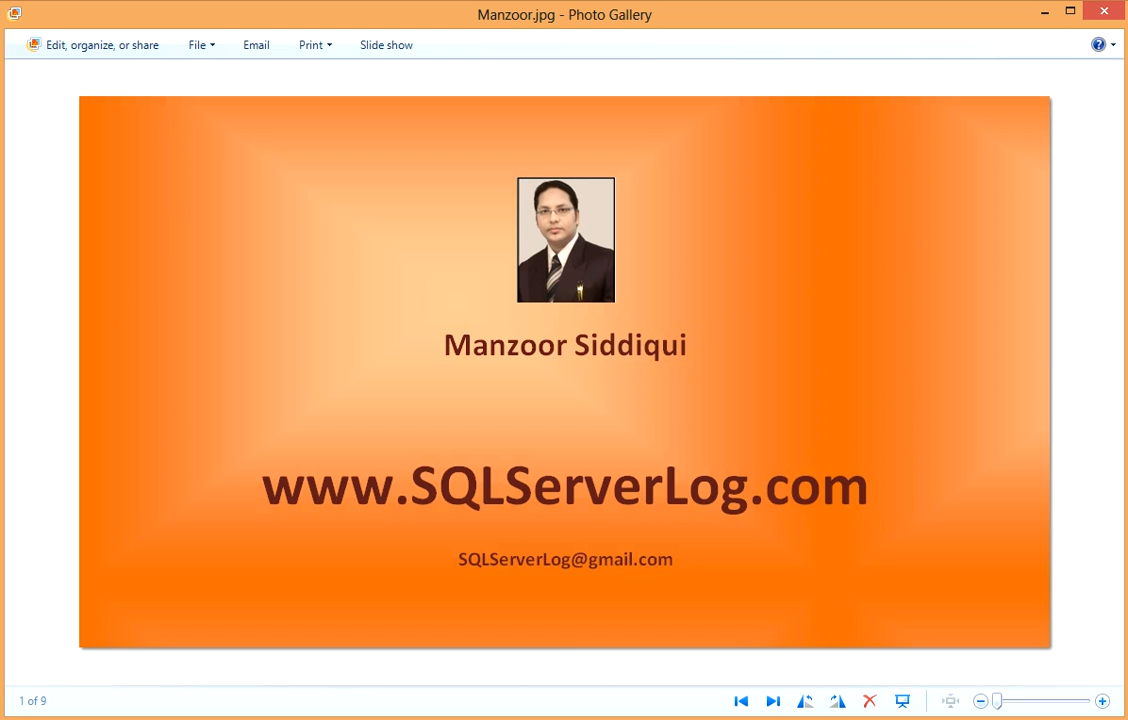 Manzoor.jpg - Photo Gallery
Edit, organize, or share File Email Print Slide show
Manzoor Siddiqui
www.SQLServerLog.com
SQLServerLog@gmail.com
1 of 9